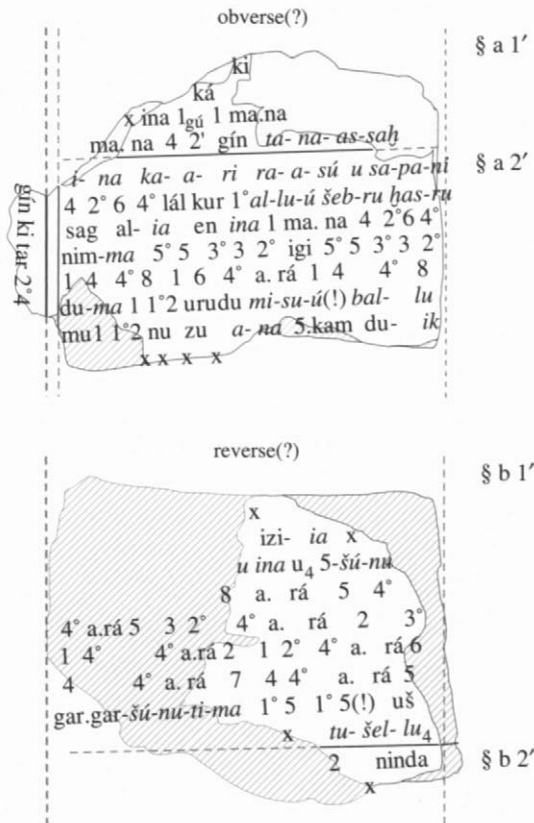 obverse(?)
§ a 1′
ki
ká
x ina 1 gú 1 ma.na
ma. na 4 2' gín ta- na- as-saḫ
§ a 2′
i- na ka- a- ri ra- a- sú u sa-pa-ni
4 2° 6 4° lál kur 1° al-lu-ú šeb-ru ḫas-ru
sag al- ia en ina 1 ma. na 4 2°6 4°
nim-ma 5° 5 3° 3 2° igi 5° 5 3° 3 2°
1 4 4° 8 1 6 4° a. rá 1 4 4° 8
du-ma 1 1°2 urudu mi-su-ú(!) bal- lu
mu1 1°2 nu zu a-na 5.kam du- ik
x x x x
gín ki tar 2°4
reverse(?)
§ b 1′
x
izi- ia x
u ina u₄ 5-šú-nu
8 a. rá 5 4°
4° a.rá 5 3 2° 4° a. rá 2 3°
1 4° 4° a.rá 2 1 2° 4° a. rá 6
4 4° a. rá 7 4 4° a. rá 5
gar.gar-šú-nu-ti-ma 1° 5 1° 5(!) uš
x tu- šel- lu₄
§ b 2′
2 ninda
x